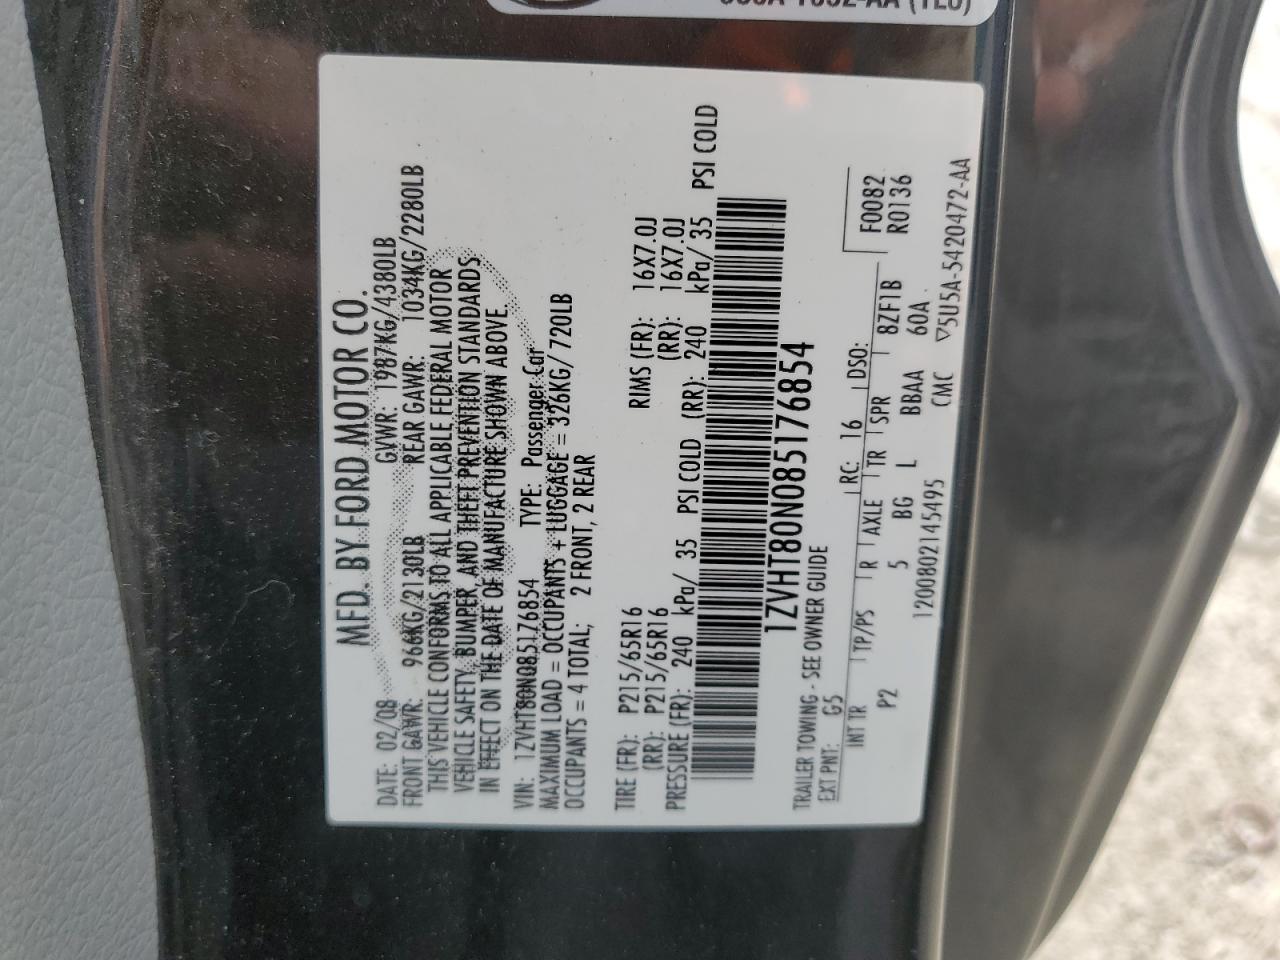 MFD. BY FORD MOTOR CO.
DATE: 02/08 GVWR: 1987KG/4380LB
FRONT GAWR: 966KG/2130LB REAR GAWR: 1034KG/2280LB
THIS VEHICLE CONFORMS TO ALL APPLICABLE FEDERAL MOTOR
VEHICLE SAFETY, BUMPER, AND THEFT PREVENTION STANDARDS
IN EFFECT ON THE DATE OF MANUFACTURE SHOWN ABOVE.
VIN: 1ZVHT80N085176854 TYPE: Passenger Car
MAXIMUM LOAD = OCCUPANTS + LUGGAGE = 326KG/720LB
OCCUPANTS = 4 TOTAL; 2 FRONT, 2 REAR
TIRE (FR): P215/65R16 RIMS (FR): 16X7.0J
(RR): P215/65R16 (RR): 16X7.0J
PRESSURE (FR): 240 kPa/ 35 PSI COLD (RR): 240 kPa/ 35 PSI COLD
1ZVHT80N085176854
TRAILER TOWING - SEE OWNER GUIDE F0082
EXT PNT: G5 RC: 16 DSO: R0136
INT TR TP/PS R AXLE TR SPR
P2 5 BG L BBAA 8ZF1B 60A
1200802145495 CMC ▽5U5A-5420472-AA